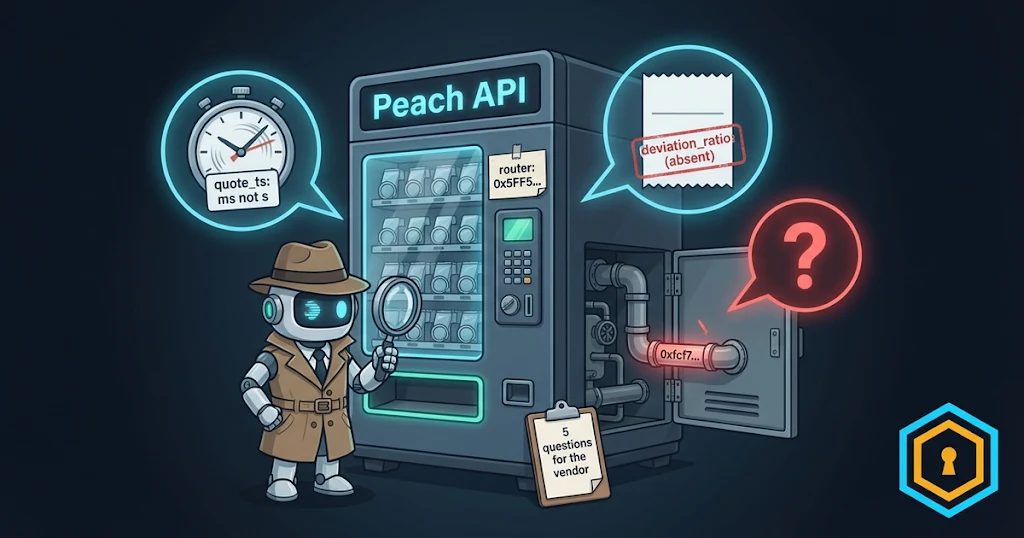 Peach API
quote_ts:
ms not s
router:
0x5FF5...
deviation_ratio:
(absent)
0xfcf7...
5
questions
for the
vendor